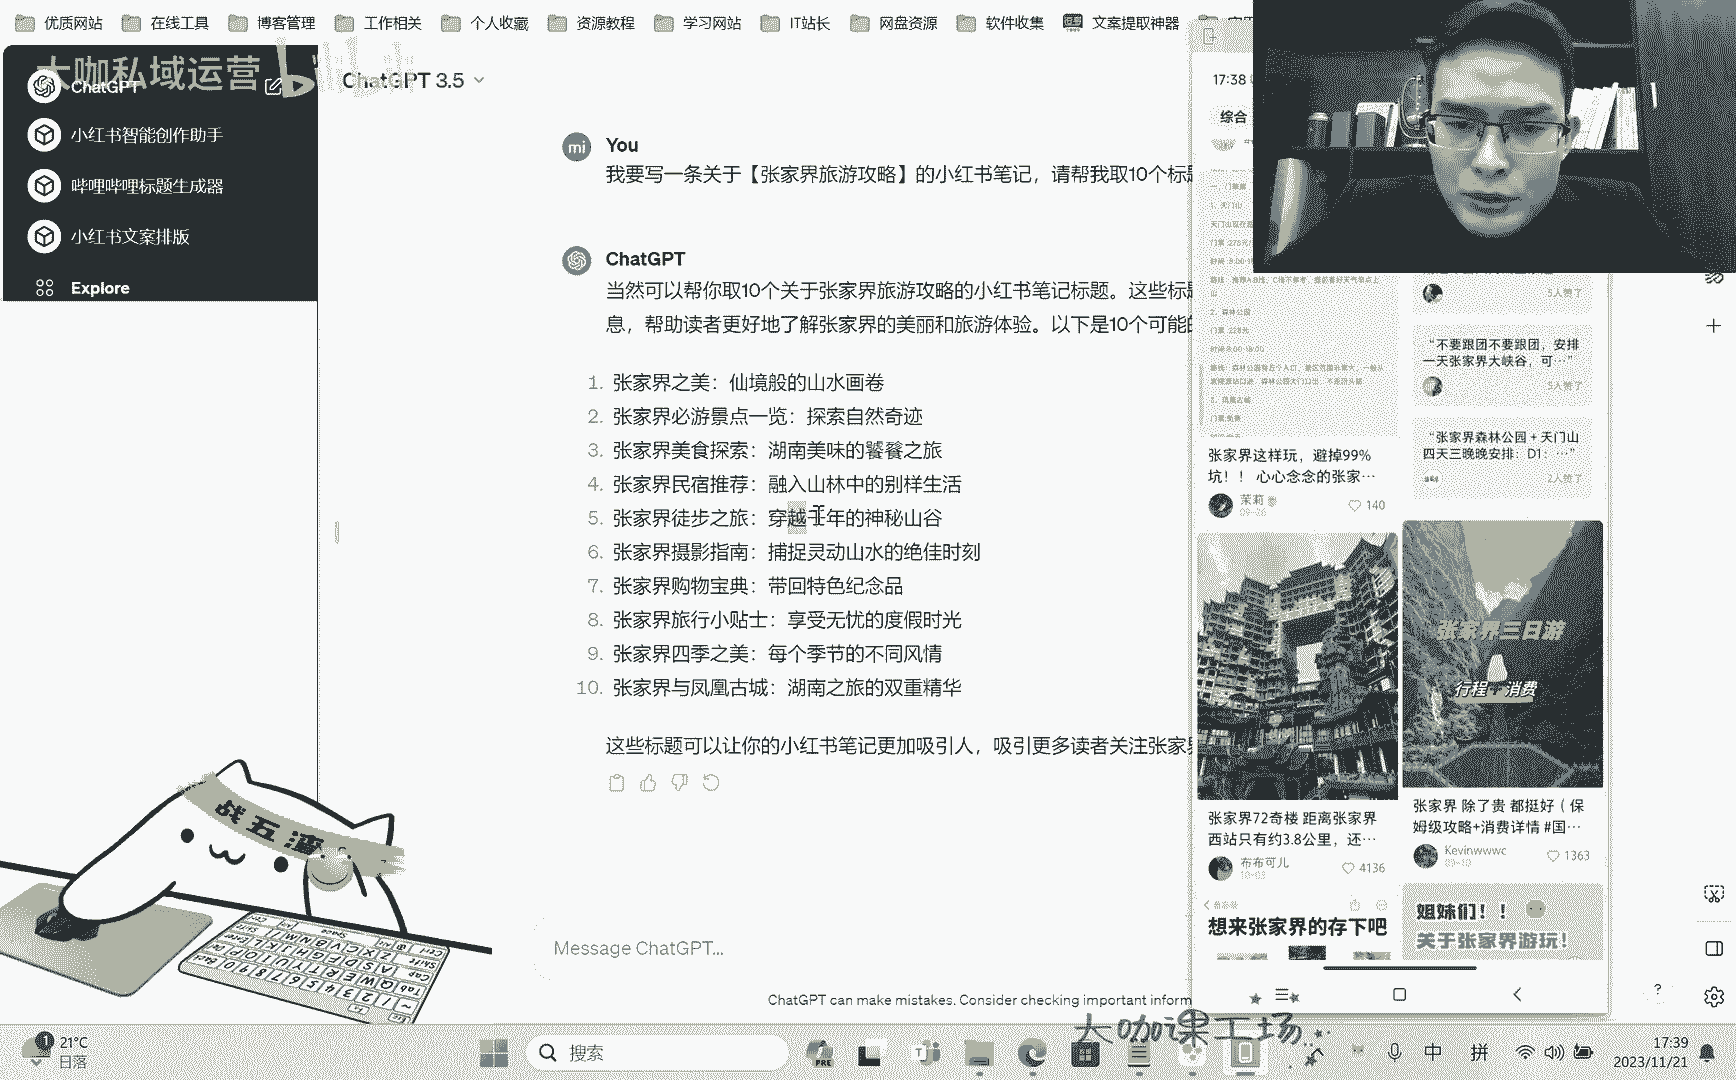 优质网站
在线工具
博客管理
工作相关
个人收藏
资源教程
学习网站
IT站长
网盘资源
软件收集
文案提取神器
大咖私域运营
bilibili
ChatGPT
小红书智能创作助手
哔哩哔哩标题生成器
小红书文案排版
Explore
ChatGPT 3.5
mi
You
我要写一条关于【张家界旅游攻略】的小红书笔记，请帮我取10个标题
ChatGPT
当然可以帮你取10个关于张家界旅游攻略的小红书笔记标题。这些标题
息，帮助读者更好地了解张家界的美丽和旅游体验。以下是10个可能的
1. 张家界之美：仙境般的山水画卷
2. 张家界必游景点一览：探索自然奇迹
3. 张家界美食探索：湖南美味的饕餮之旅
4. 张家界民宿推荐：融入山林中的别样生活
5. 张家界徒步之旅：穿越千年的神秘山谷
6. 张家界摄影指南：捕捉灵动山水的绝佳时刻
7. 张家界购物宝典：带回特色纪念品
8. 张家界旅行小贴士：享受无忧的度假时光
9. 张家界四季之美：每个季节的不同风情
10. 张家界与凤凰古城：湖南之旅的双重精华
这些标题可以让你的小红书笔记更加吸引人，吸引更多读者关注张家界
Message ChatGPT...
ChatGPT can make mistakes. Consider checking important inform
17:38
综合
张家界这样玩，避掉99%
坑！！ 心心念念的张家…
茉莉
09-26
140
5人赞了
“不要跟团不要跟团，安排
一天张家界大峡谷，可…”
3人赞了
“张家界森林公园＋天门山
四天三晚晚安排：D1：…”
2人赞了
张家界三日游
行程＋消费
张家界72奇楼 距离张家界
西站只有约3.8公里，还…
布布可儿
4136
张家界 除了贵 都挺好（保
姆级攻略+消费详情 #国…
Kevinwwwc
1363
想来张家界的存下吧
姐妹们！！
关于张家界游玩！
大咖课工场
21°C
日落
搜索
PRE
中
拼
17:39
2023/11/21